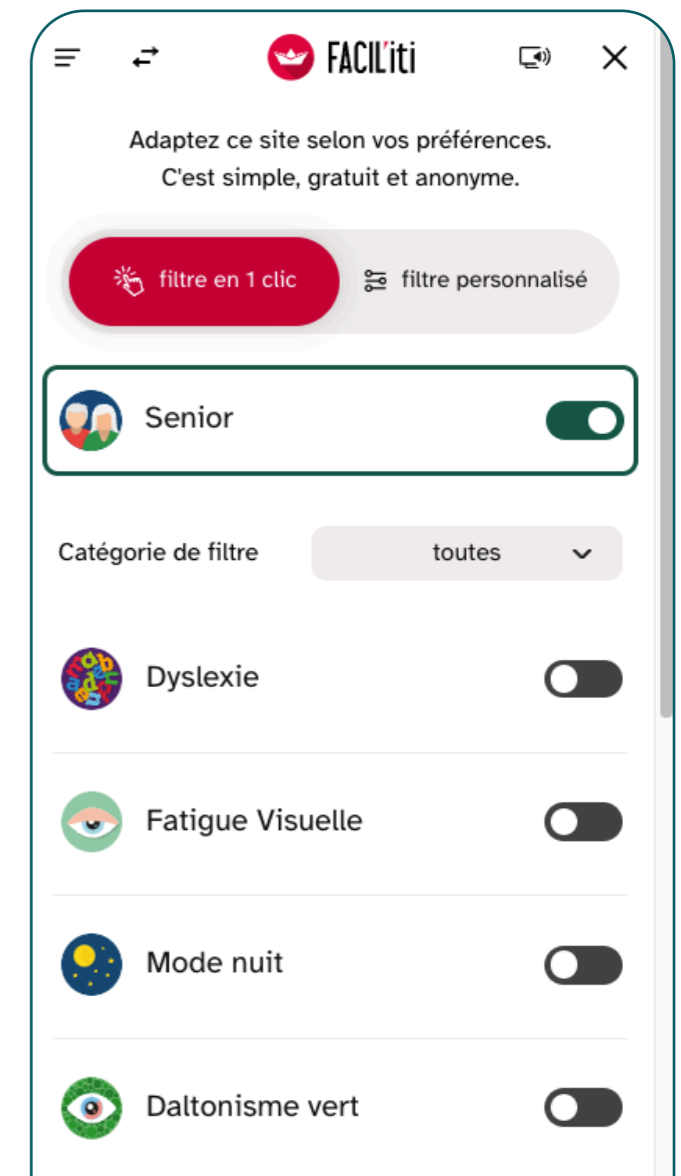 FACIL'iti
Adaptez ce site selon vos préférences.
C'est simple, gratuit et anonyme.
filtre en 1 clic
filtre personnalisé
Senior
Catégorie de filtre
toutes
Dyslexie
Fatigue Visuelle
Mode nuit
Daltonisme vert